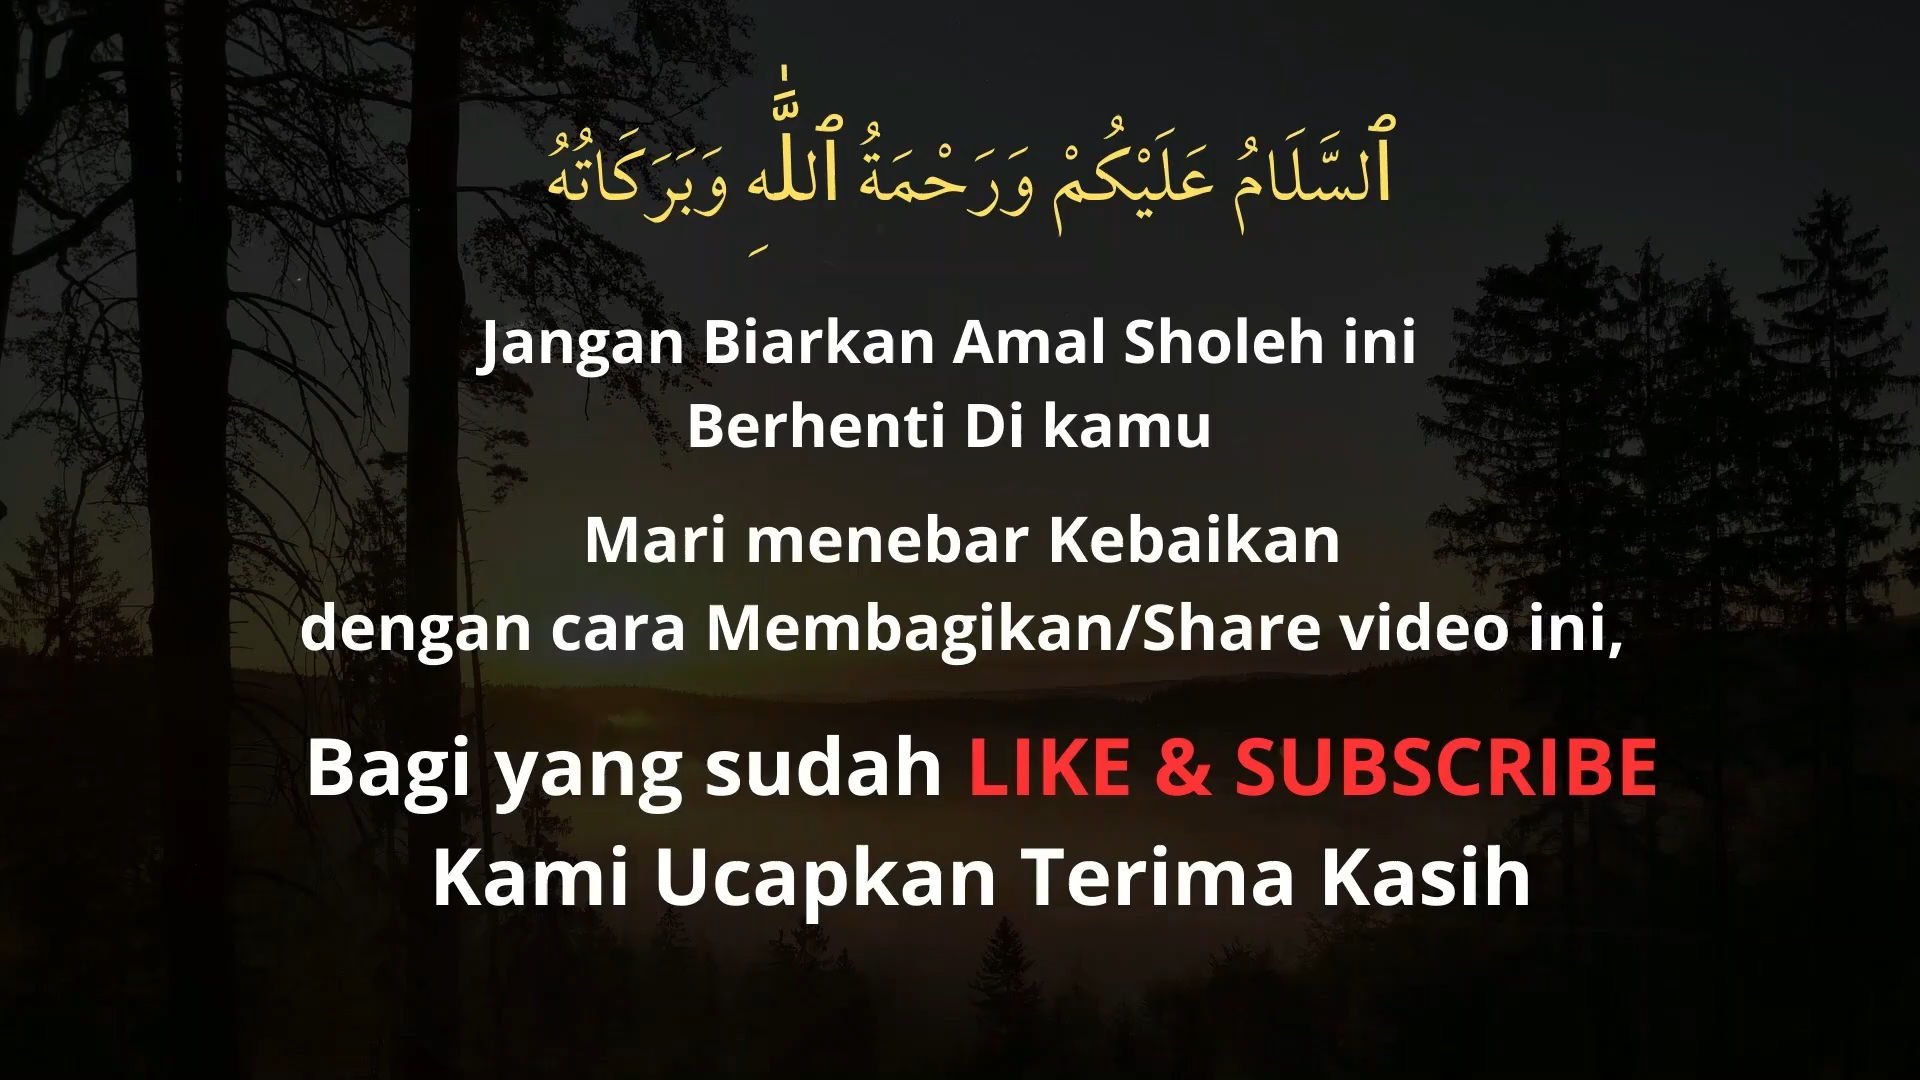 ٱلسَّلَامُ عَلَيْكُمْ وَرَحْمَةُ ٱللَّٰهِ وَبَرَكَاتُهُ
Jangan Biarkan Amal Sholeh ini
Berhenti Di kamu
Mari menebar Kebaikan
dengan cara Membagikan/Share video ini,
Bagi yang sudah LIKE & SUBSCRIBE
Kami Ucapkan Terima Kasih